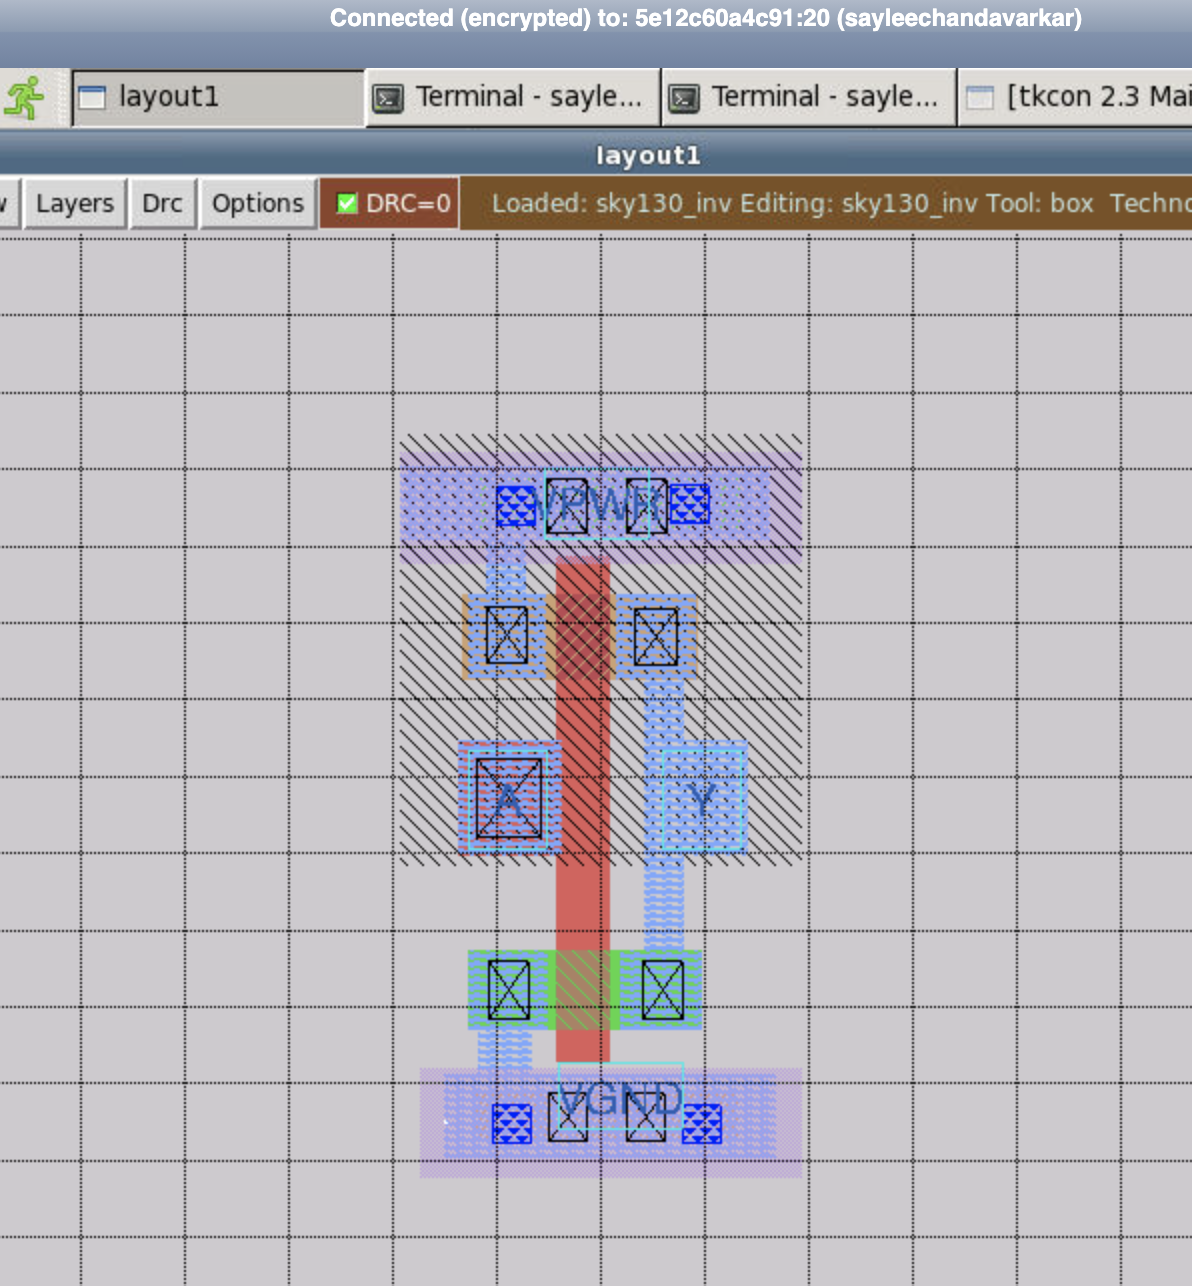 Connected (encrypted) to: 5e12c60a4c91:20 (sayleechandavarkar)
layout1 Terminal - sayle... Terminal - sayle... [tkcon 2.3 Mai
layout1
Layers Drc Options DRC=0 Loaded: sky130_inv Editing: sky130_inv Tool: box Techno
VPWR
A Y
VGND